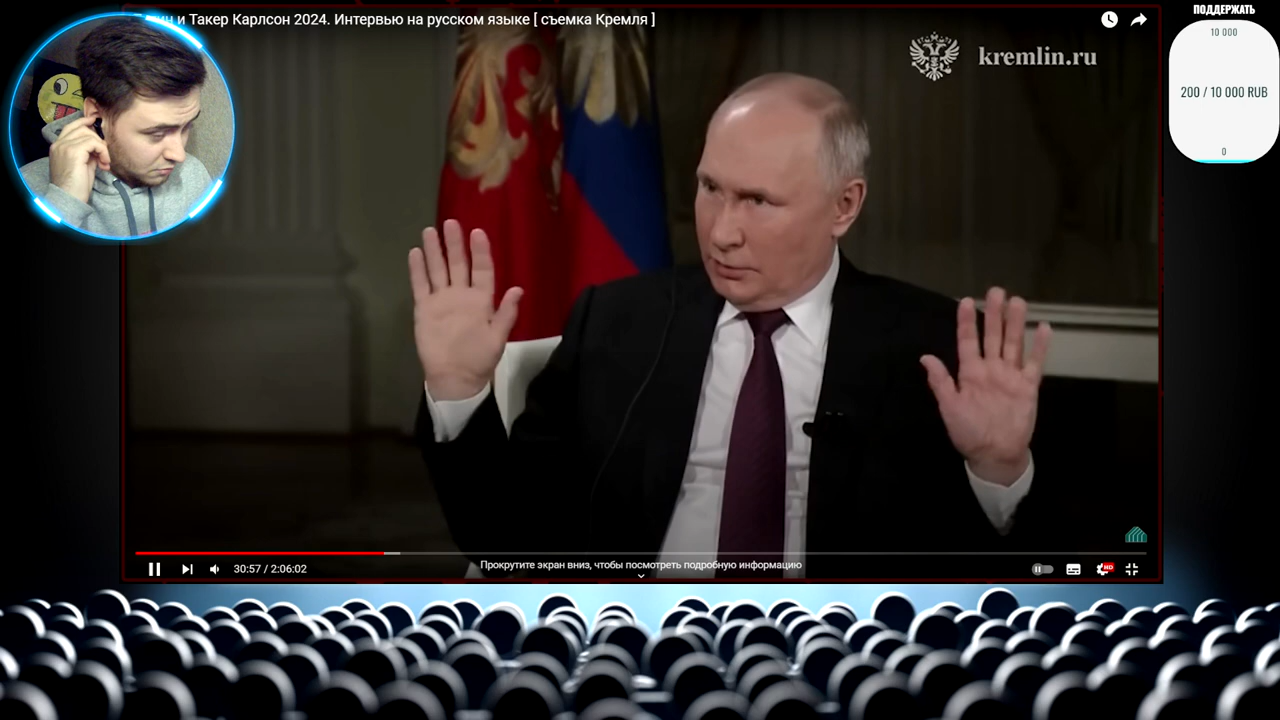 и Такер Карлсон 2024. Интервью на русском языке [ съемка Кремля ]
ПОДДЕРЖАТЬ
10 000
200 / 10 000 RUB
0
kremlin.ru
30:57 / 2:06:02
Прокрутите экран вниз, чтобы посмотреть подробную информацию
HD